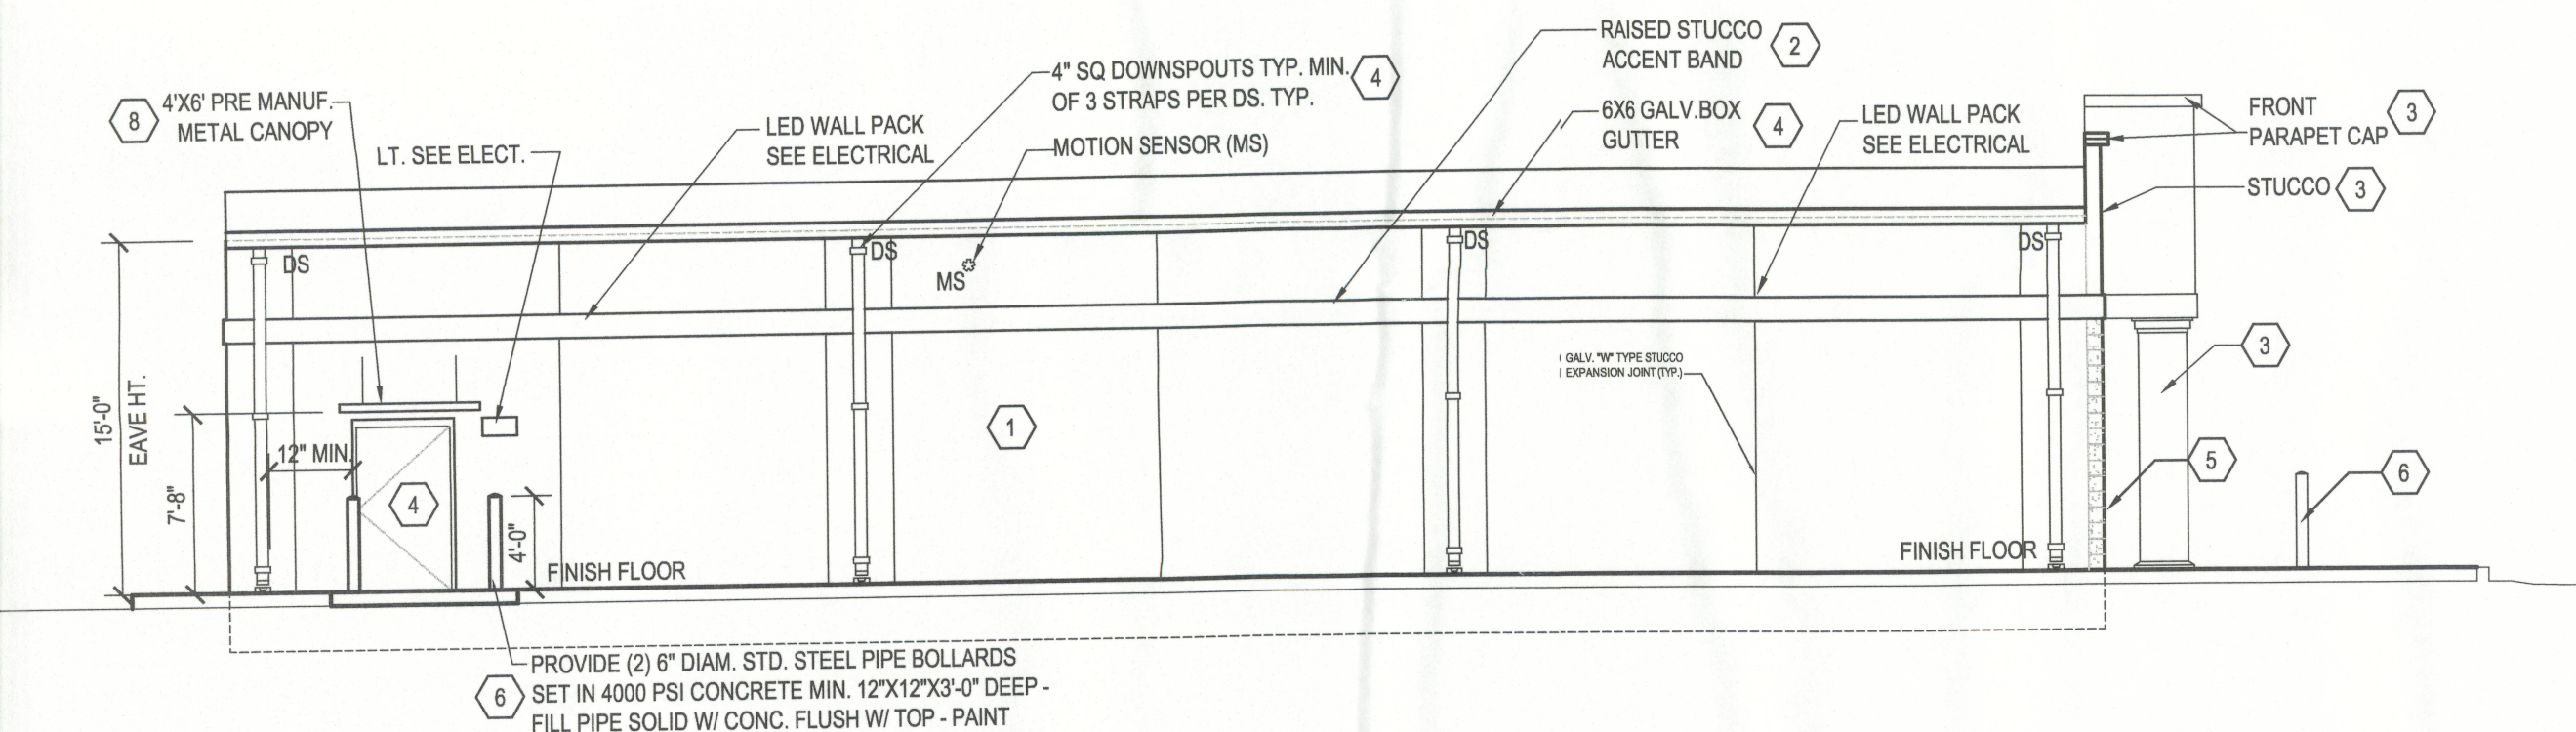 RAISED STUCCO
ACCENT BAND
2
4" SQ DOWNSPOUTS TYP. MIN.
OF 3 STRAPS PER DS. TYP.
4
8
4'X6' PRE MANUF.
METAL CANOPY
LED WALL PACK
SEE ELECTRICAL
6X6 GALV.BOX
GUTTER
4
LED WALL PACK
SEE ELECTRICAL
FRONT
PARAPET CAP
3
LT. SEE ELECT.
MOTION SENSOR (MS)
STUCCO
3
DS
DS
MS
DS
DS
15'-0"
EAVE HT.
7'-8"
12" MIN.
4
4'-0"
1
GALV. "W" TYPE STUCCO
EXPANSION JOINT (TYP.)
3
5
6
FINISH FLOOR
FINISH FLOOR
6
PROVIDE (2) 6" DIAM. STD. STEEL PIPE BOLLARDS
SET IN 4000 PSI CONCRETE MIN. 12"X12"X3'-0" DEEP -
FILL PIPE SOLID W/ CONC. FLUSH W/ TOP - PAINT